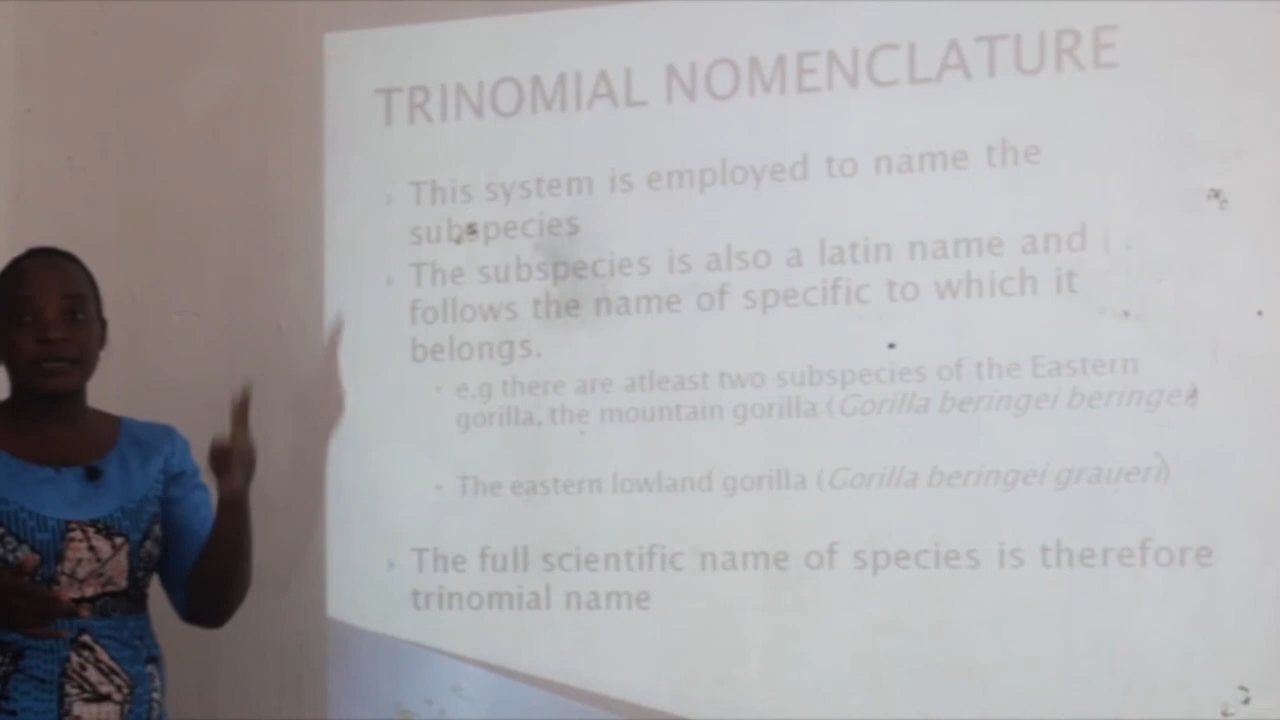 TRINOMIAL NOMENCLATURE
This system is employed to name the
subspecies
The subspecies is also a latin name and
follows the name of specific to which it
belongs.
e.g there are atleast two subspecies of the Eastern
gorilla, the mountain gorilla (Gorilla beringei beringei)
The eastern lowland gorilla (Gorilla beringei graueri)
The full scientific name of species is therefore
trinomial name